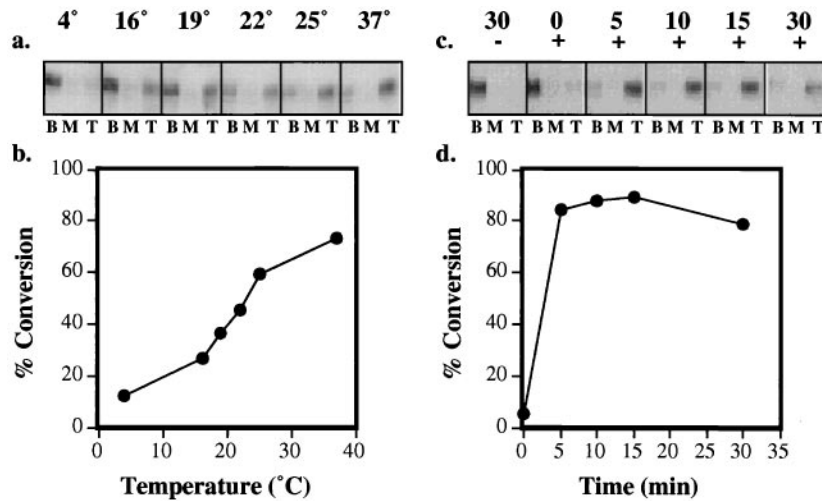 4° 16° 19° 22° 25° 37°
a.
B M T B M T B M T B M T B M T B M T
b.
100
80
60
40
20
0
% Conversion
0 10 20 30 40
Temperature (°C)
30 0 5 10 15 30
c. - + + + + +
B M T B M T B M T B M T B M T B M T
d.
100
80
60
40
20
0
% Conversion
0 5 10 15 20 25 30 35
Time (min)